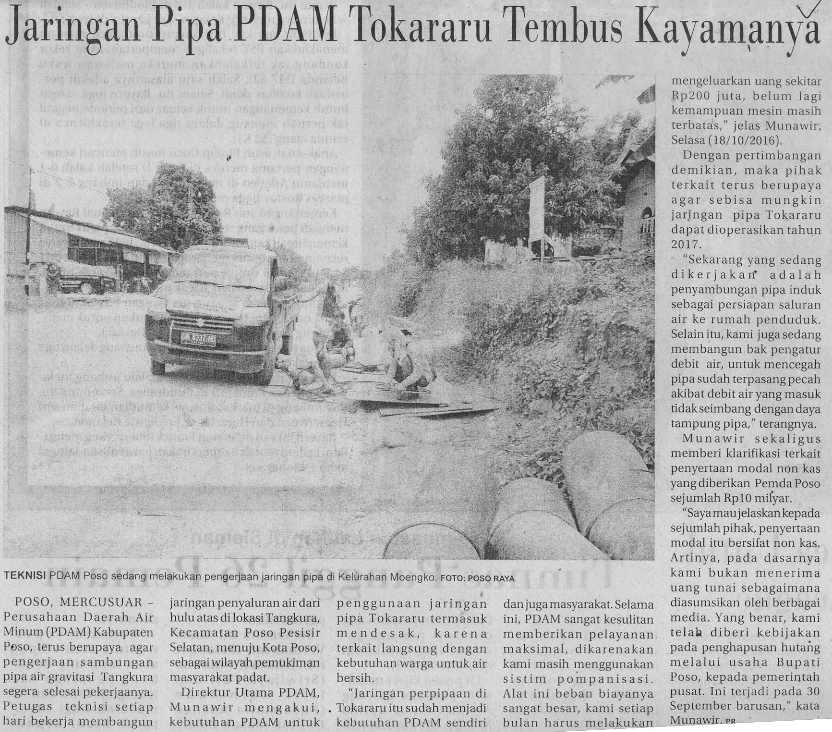 Jaringan Pipa PDAM Tokararu Tembus Kayamanya
TEKNISI PDAM Poso sedang melakukan pengerjaan jaringan pipa di Kelurahan Moengko. FOTO: POSO RAYA
POSO, MERCUSUAR –
Perusahaan Daerah Air
Minum (PDAM) Kabupaten
Poso, terus berupaya agar
pengerjaan sambungan
pipa air gravitasi Tangkura
segera selesai pekerjaanya.
Petugas teknisi setiap
hari bekerja membangun
jaringan penyaluran air dari
hulu atas di lokasi Tangkura,
Kecamatan Poso Pesisir
Selatan, menuju Kota Poso,
sebagai wilayah pemukiman
masyarakat padat.
Direktur Utama PDAM,
Munawir mengakui,
kebutuhan PDAM untuk
penggunaan jaringan
pipa Tokararu termasuk
mendesak, karena
terkait langsung dengan
kebutuhan warga untuk air
bersih.
“Jaringan perpipaan di
Tokararu itu sudah menjadi
kebutuhan PDAM sendiri
dan juga masyarakat. Selama
ini, PDAM sangat kesulitan
memberikan pelayanan
maksimal, dikarenakan
kami masih menggunakan
sistim pompanisasi.
Alat ini beban biayanya
sangat besar, kami setiap
bulan harus melakukan
mengeluarkan uang sekitar
Rp200 juta, belum lagi
kemampuan mesin masih
terbatas,” jelas Munawir,
Selasa (18/10/2016).
Dengan pertimbangan
demikian, maka pihak
terkait terus berupaya
agar sebisa mungkin
jaringan pipa Tokararu
dapat dioperasikan tahun
2017.
“Sekarang yang sedang
dikerjakan adalah
penyambungan pipa induk
sebagai persiapan saluran
air ke rumah penduduk.
Selain itu, kami juga sedang
membangun bak pengatur
debit air, untuk mencegah
pipa sudah terpasang pecah
akibat debit air yang masuk
tidak seimbang dengan daya
tampung pipa,” terangnya.
Munawir sekaligus
memberi klarifikasi terkait
penyertaan modal non kas
yang diberikan Pemda Poso
sejumlah Rp10 milyar.
“Saya mau jelaskan kepada
sejumlah pihak, penyertaan
modal itu bersifat non kas.
Artinya, pada dasarnya
kami bukan menerima
uang tunai sebagaimana
diasumsikan oleh berbagai
media. Yang benar, kami
telah diberi kebijakan
pada penghapusan hutang
melalui usaha Bupati
Poso, kepada pemerintah
pusat. Ini terjadi pada 30
September barusan,” kata
Munawir. PR